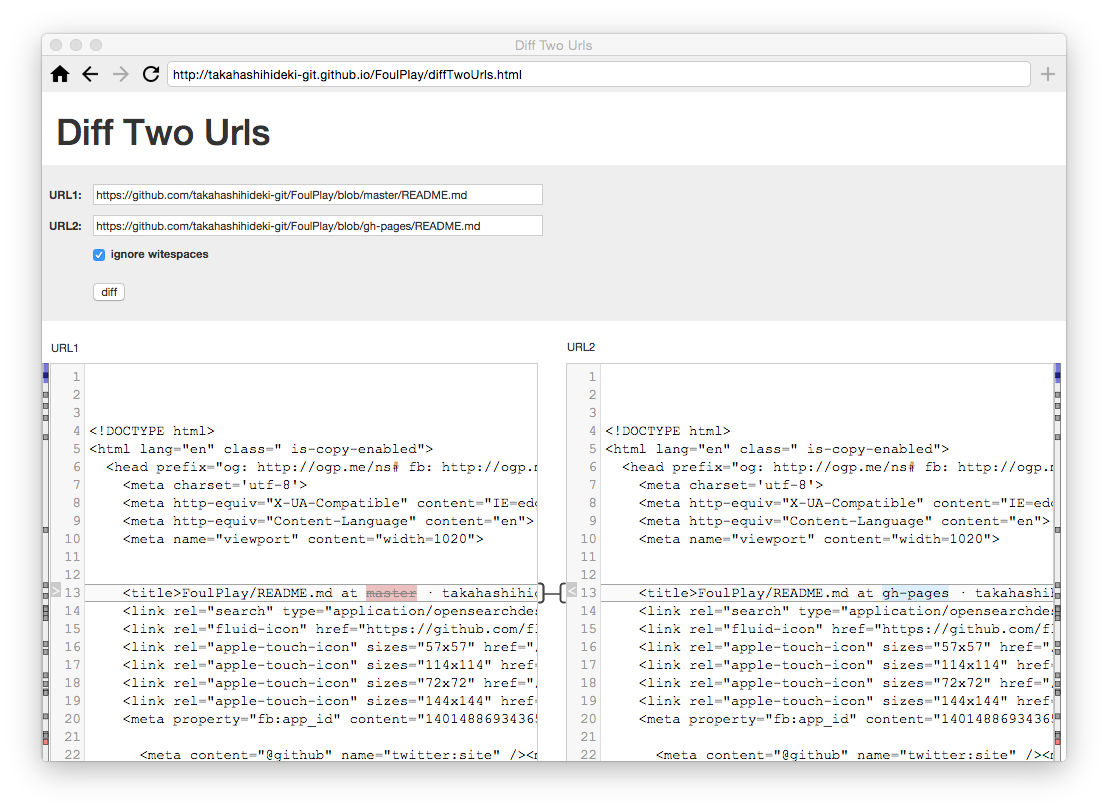 Diff Two Urls
http://takahashihideki-git.github.io/FoulPlay/diffTwoUrls.html
Diff Two Urls
URL1: https://github.com/takahashihideki-git/FoulPlay/blob/master/README.md
URL2: https://github.com/takahashihideki-git/FoulPlay/blob/gh-pages/README.md
ignore witespaces
diff
URL1
1
2
3
4 <!DOCTYPE html>
5 <html lang="en" class=" is-copy-enabled">
6 <head prefix="og: http://ogp.me/ns# fb: http://ogp.m
7 <meta charset='utf-8'>
8 <meta http-equiv="X-UA-Compatible" content="IE=edg
9 <meta http-equiv="Content-Language" content="en">
10 <meta name="viewport" content="width=1020">
11
12
> 13 <title>FoulPlay/README.md at master · takahashihid
14 <link rel="search" type="application/opensearchdes
15 <link rel="fluid-icon" href="https://github.com/fl
16 <link rel="apple-touch-icon" sizes="57x57" href="/
17 <link rel="apple-touch-icon" sizes="114x114" href=
18 <link rel="apple-touch-icon" sizes="72x72" href="/
19 <link rel="apple-touch-icon" sizes="144x144" href=
20 <meta property="fb:app_id" content="14014886934365
21
22 <meta content="@github" name="twitter:site" /><m
URL2
1
2
3
4 <!DOCTYPE html>
5 <html lang="en" class=" is-copy-enabled">
6 <head prefix="og: http://ogp.me/ns# fb: http://ogp.m
7 <meta charset='utf-8'>
8 <meta http-equiv="X-UA-Compatible" content="IE=edg
9 <meta http-equiv="Content-Language" content="en">
10 <meta name="viewport" content="width=1020">
11
12
< 13 <title>FoulPlay/README.md at gh-pages · takahashih
14 <link rel="search" type="application/opensearchdes
15 <link rel="fluid-icon" href="https://github.com/fl
16 <link rel="apple-touch-icon" sizes="57x57" href="/
17 <link rel="apple-touch-icon" sizes="114x114" href=
18 <link rel="apple-touch-icon" sizes="72x72" href="/
19 <link rel="apple-touch-icon" sizes="144x144" href=
20 <meta property="fb:app_id" content="14014886934365
21
22 <meta content="@github" name="twitter:site" /><m